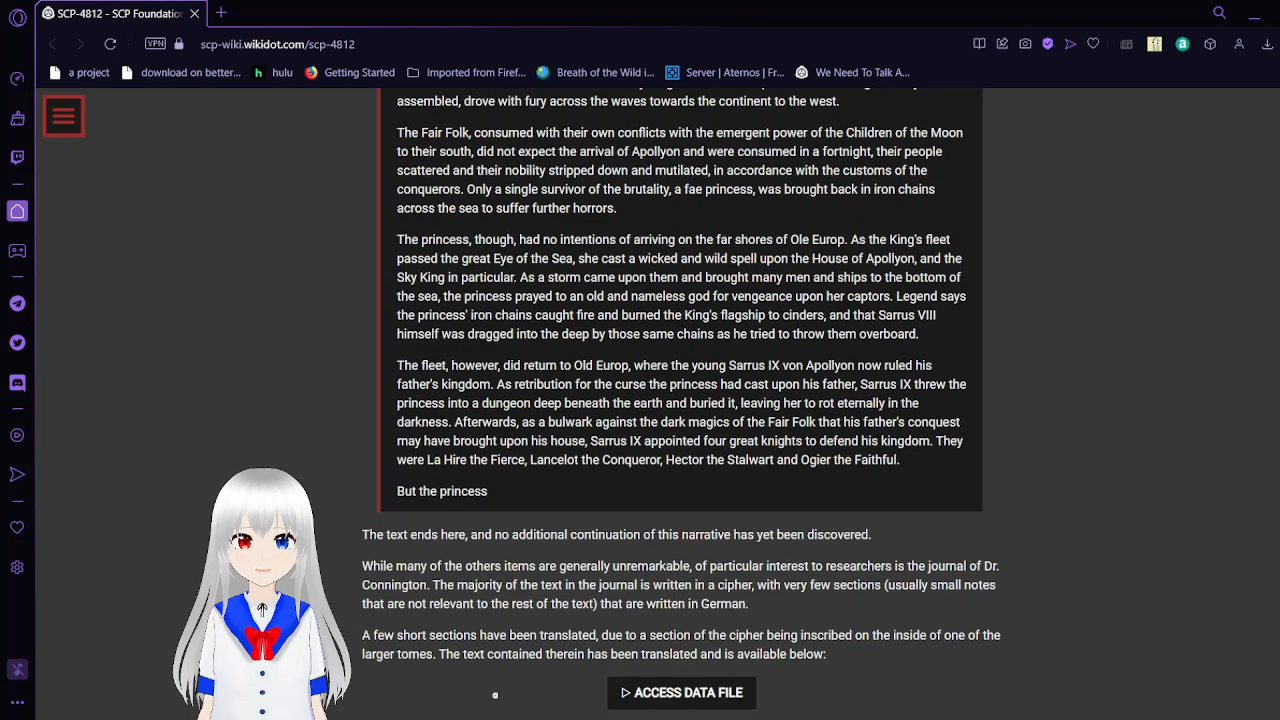 SCP-4812 - SCP Foundation
VPN
scp-wiki.wikidot.com/scp-4812
a project
download on better...
h hulu
Getting Started
Imported from Firef...
Breath of the Wild i...
Server | Aternos | Fr...
We Need To Talk A...
assembled, drove with fury across the waves towards the continent to the west.
The Fair Folk, consumed with their own conflicts with the emergent power of the Children of the Moon
to their south, did not expect the arrival of Apollyon and were consumed in a fortnight, their people
scattered and their nobility stripped down and mutilated, in accordance with the customs of the
conquerors. Only a single survivor of the brutality, a fae princess, was brought back in iron chains
across the sea to suffer further horrors.
The princess, though, had no intentions of arriving on the far shores of Ole Europ. As the King's fleet
passed the great Eye of the Sea, she cast a wicked and wild spell upon the House of Apollyon, and the
Sky King in particular. As a storm came upon them and brought many men and ships to the bottom of
the sea, the princess prayed to an old and nameless god for vengeance upon her captors. Legend says
the princess' iron chains caught fire and burned the King's flagship to cinders, and that Sarrus VIII
himself was dragged into the deep by those same chains as he tried to throw them overboard.
The fleet, however, did return to Old Europ, where the young Sarrus IX von Apollyon now ruled his
father's kingdom. As retribution for the curse the princess had cast upon his father, Sarrus IX threw the
princess into a dungeon deep beneath the earth and buried it, leaving her to rot eternally in the
darkness. Afterwards, as a bulwark against the dark magics of the Fair Folk that his father's conquest
may have brought upon his house, Sarrus IX appointed four great knights to defend his kingdom. They
were La Hire the Fierce, Lancelot the Conqueror, Hector the Stalwart and Ogier the Faithful.
But the princess
The text ends here, and no additional continuation of this narrative has yet been discovered.
While many of the others items are generally unremarkable, of particular interest to researchers is the journal of Dr.
Connington. The majority of the text in the journal is written in a cipher, with very few sections (usually small notes
that are not relevant to the rest of the text) that are written in German.
A few short sections have been translated, due to a section of the cipher being inscribed on the inside of one of the
larger tomes. The text contained therein has been translated and is available below:
▷ ACCESS DATA FILE